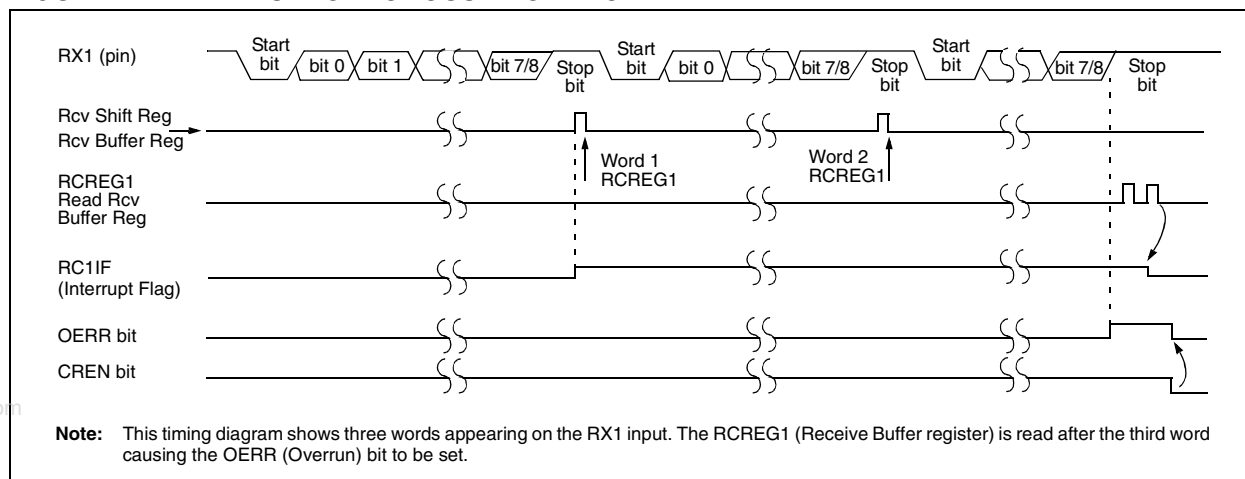 RX1 (pin)
Start bit
bit 0
bit 1
bit 7/8
Stop bit
Start bit
bit 0
bit 7/8
Stop bit
Start bit
bit 7/8
Stop bit
Rcv Shift Reg
Rcv Buffer Reg
Word 1
RCREG1
Word 2
RCREG1
RCREG1
Read Rcv
Buffer Reg
RC1IF
(Interrupt Flag)
OERR bit
CREN bit
om
Note: This timing diagram shows three words appearing on the RX1 input. The RCREG1 (Receive Buffer register) is read after the third word
causing the OERR (Overrun) bit to be set.